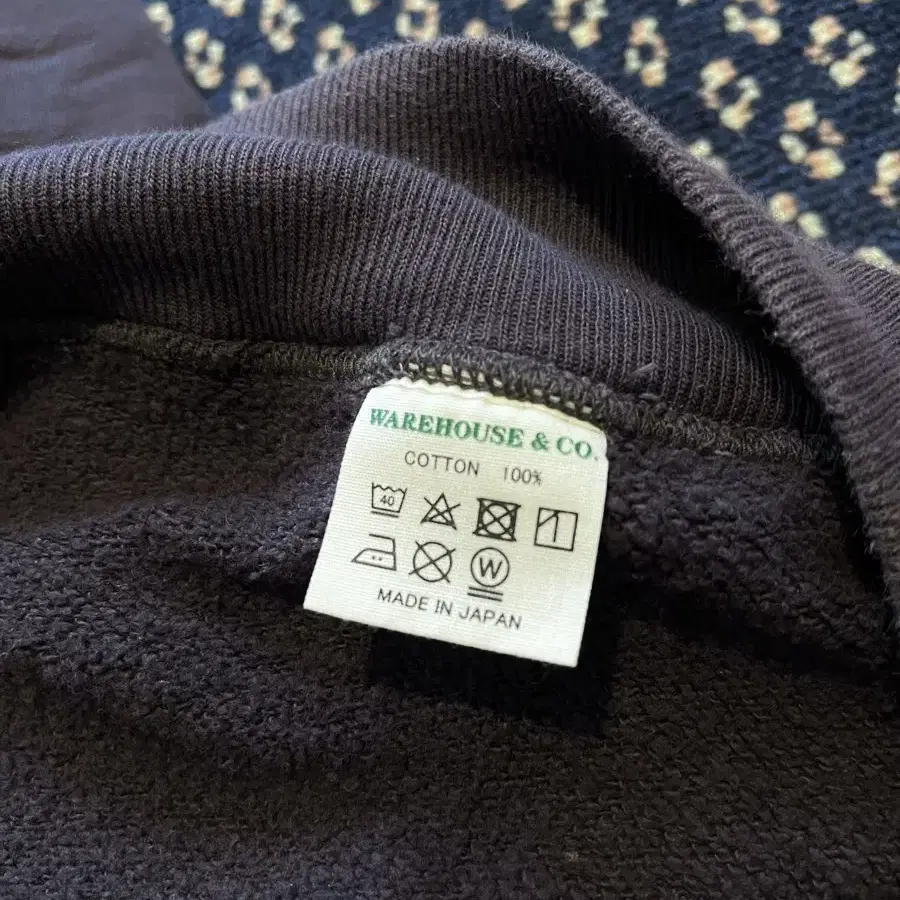 WAREHOUSE & CO.
COTTON 100%
40
W
MADE IN JAPAN